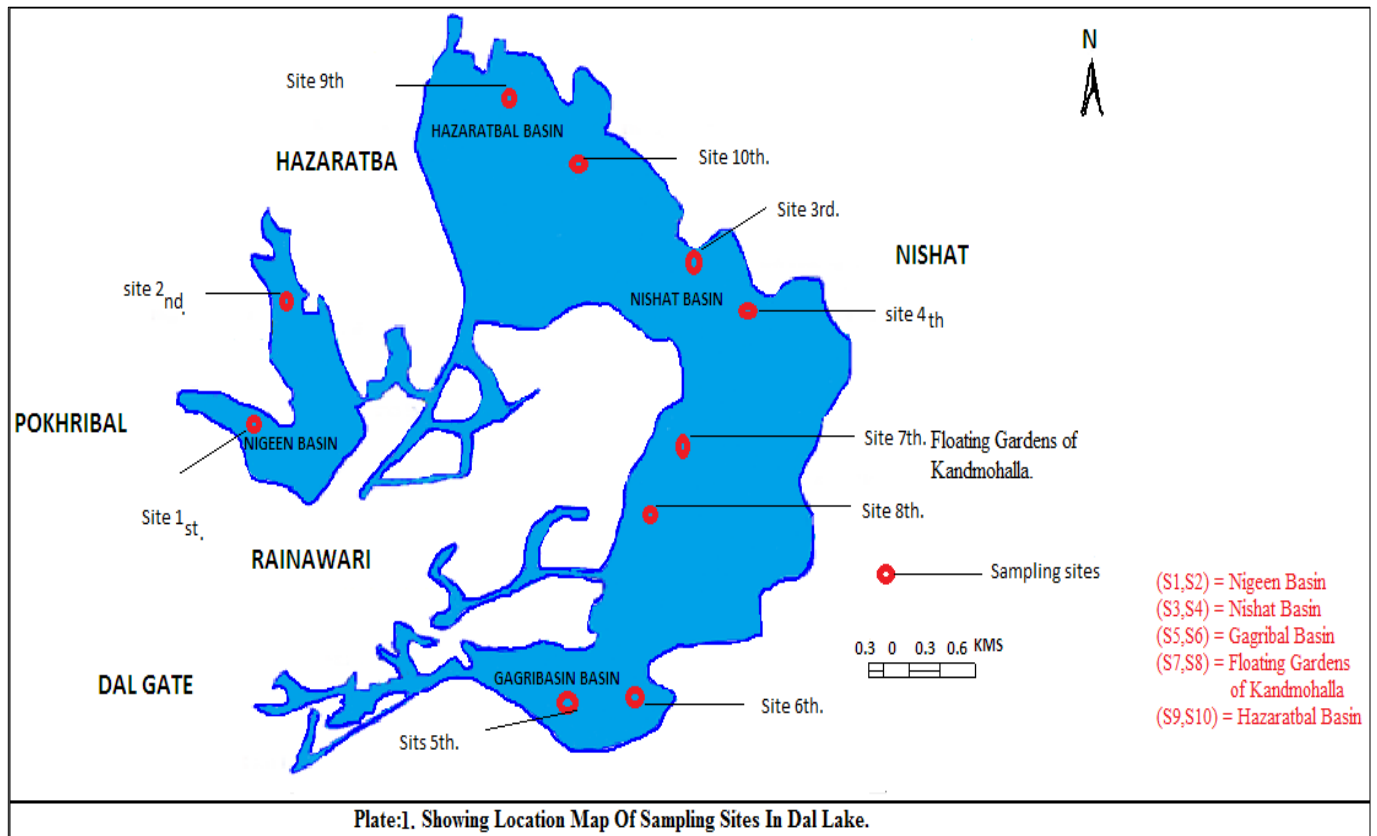 N
Site 9th
HAZARATBAL BASIN
HAZARATBA
Site 10th.
Site 3rd.
NISHAT
site 2nd.
NISHAT BASIN
site 4th
POKHRIBAL
NIGEEN BASIN
Site 7th. Floating Gardens of
Kandmohalla.
Site 1st.
Site 8th.
RAINAWARI
Sampling sites
(S1,S2) = Nigeen Basin
(S3,S4) = Nishat Basin
(S5,S6) = Gagribal Basin
(S7,S8) = Floating Gardens
of Kandmohalla
(S9,S10) = Hazaratbal Basin
0.3 0 0.3 0.6 KMS
DAL GATE
GAGRIBASIN BASIN
Site 6th.
Sits 5th.
Plate:1. Showing Location Map Of Sampling Sites In Dal Lake.